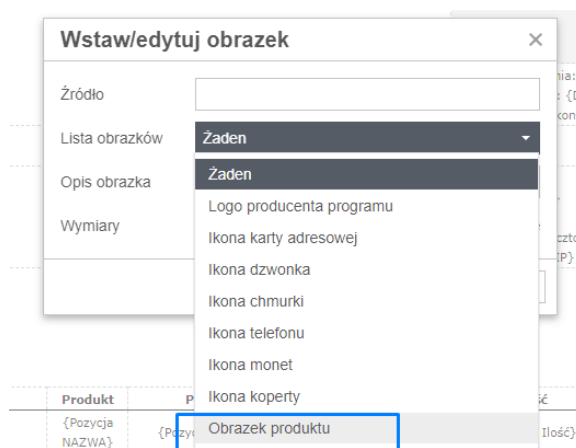 Wstaw/edytuj obrazek
Źródło
Lista obrazków
Żaden
Opis obrazka
Wymiary
Żaden
Logo producenta programu
Ikona karty adresowej
Ikona dzwonka
Ikona chmurki
Ikona telefonu
Ikona monet
Ikona koperty
Obrazek produktu
Produkt
{Pozycja
NAZWA}
Ilość}